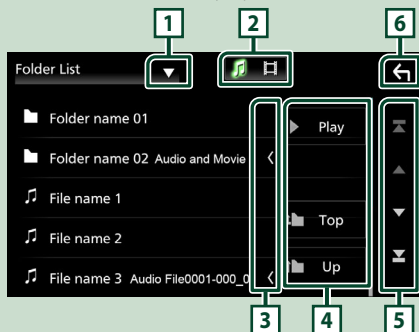 1 2 6
Folder List
Folder name 01 Play
Folder name 02 Audio and Movie
File name 1
File name 2 Top
File name 3 Audio File0001-000_0 Up
3 4 5